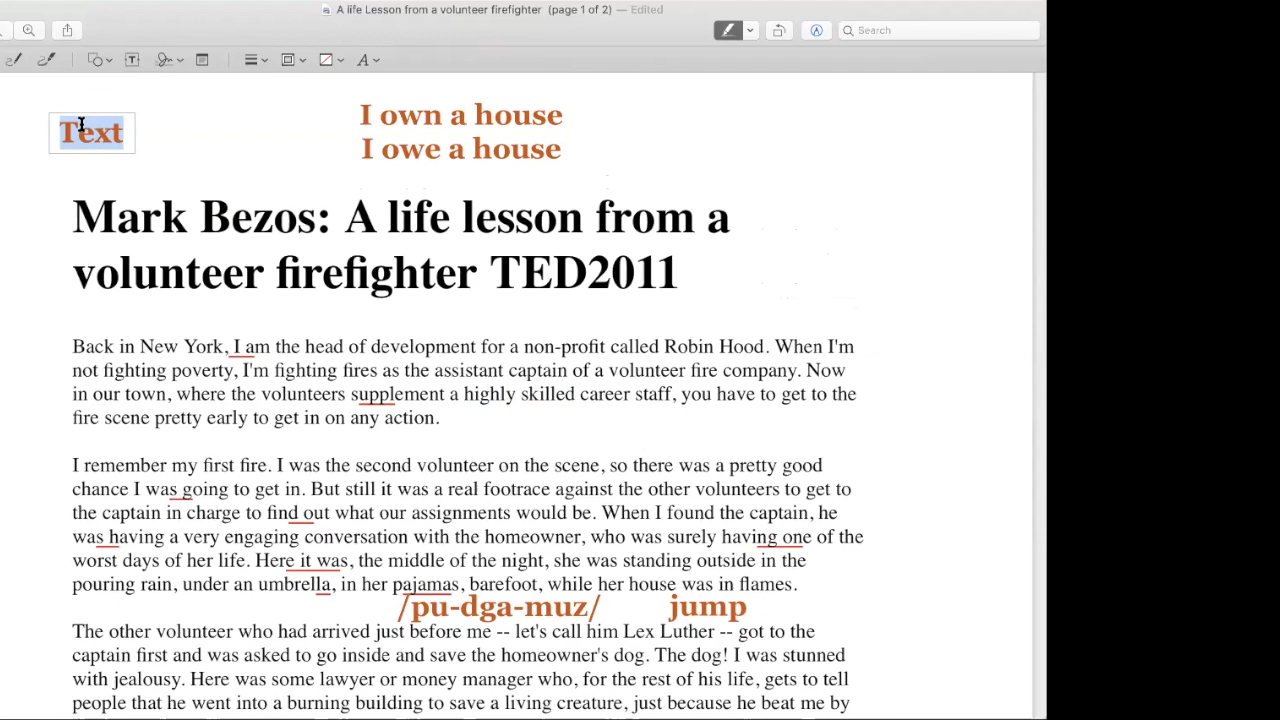 A life Lesson from a volunteer firefighter (page 1 of 2) — Edited
Search
Text
I own a house
I owe a house
Mark Bezos: A life lesson from a
volunteer firefighter TED2011
Back in New York, I am the head of development for a non-profit called Robin Hood. When I'm
not fighting poverty, I'm fighting fires as the assistant captain of a volunteer fire company. Now
in our town, where the volunteers supplement a highly skilled career staff, you have to get to the
fire scene pretty early to get in on any action.
I remember my first fire. I was the second volunteer on the scene, so there was a pretty good
chance I was going to get in. But still it was a real footrace against the other volunteers to get to
the captain in charge to find out what our assignments would be. When I found the captain, he
was having a very engaging conversation with the homeowner, who was surely having one of the
worst days of her life. Here it was, the middle of the night, she was standing outside in the
pouring rain, under an umbrella, in her pajamas, barefoot, while her house was in flames.
/pu-dga-muz/ jump
The other volunteer who had arrived just before me -- let's call him Lex Luther -- got to the
captain first and was asked to go inside and save the homeowner's dog. The dog! I was stunned
with jealousy. Here was some lawyer or money manager who, for the rest of his life, gets to tell
people that he went into a burning building to save a living creature, just because he beat me by